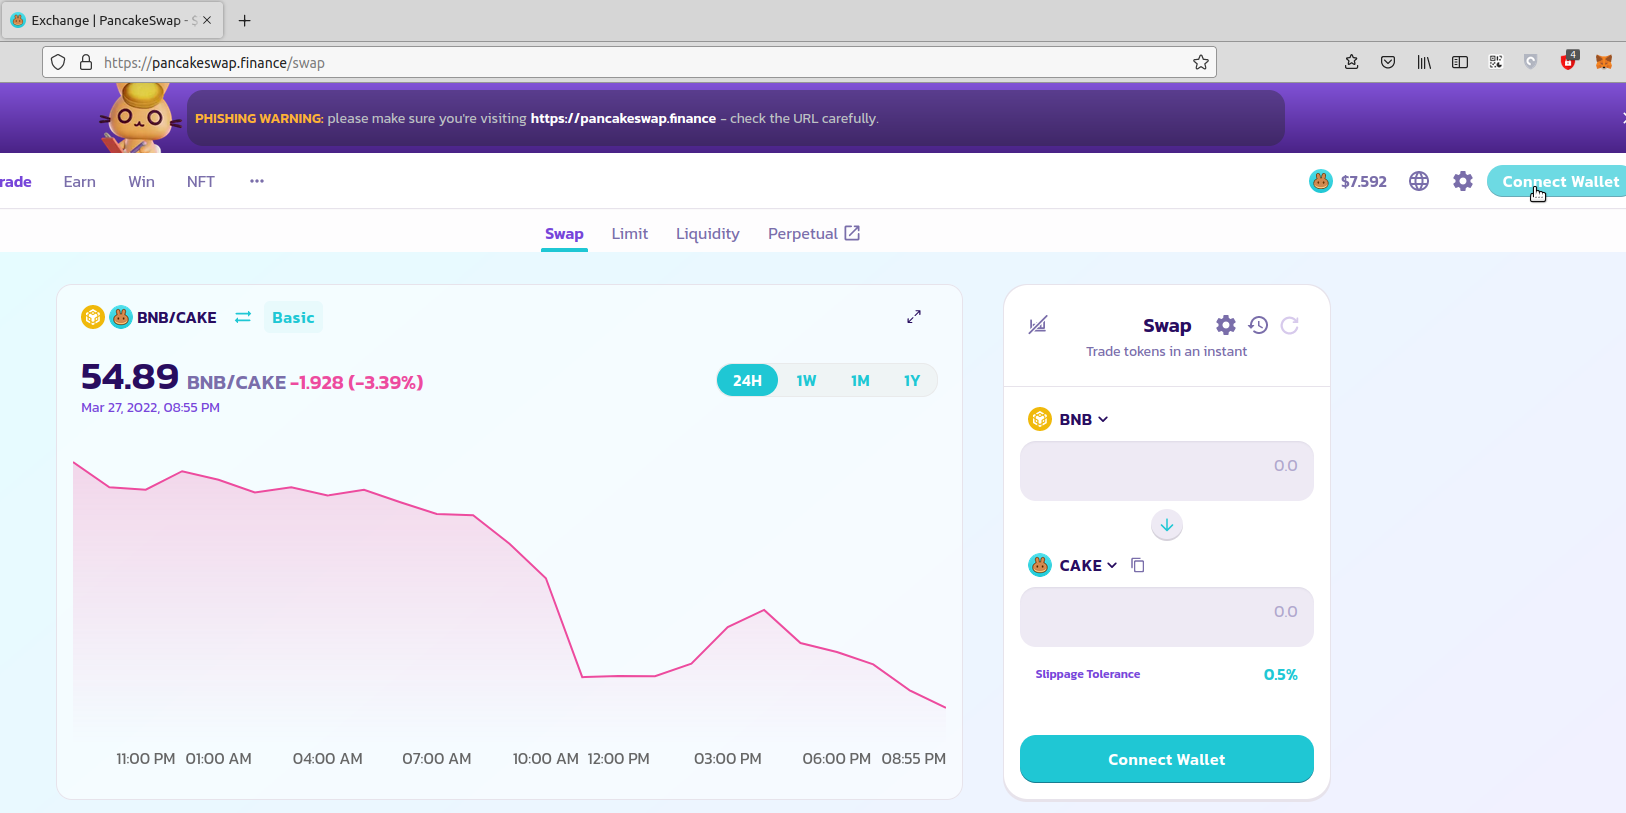 Exchange | PancakeSwap - $
https://pancakeswap.finance/swap
4
PHISHING WARNING: please make sure you're visiting https://pancakeswap.finance - check the URL carefully.
rade Earn Win NFT ··· $7.592 Connect Wallet
Swap Limit Liquidity Perpetual
BNB/CAKE Basic
54.89 BNB/CAKE -1.928 (-3.39%)
Mar 27, 2022, 08:55 PM
24H 1W 1M 1Y
11:00 PM 01:00 AM 04:00 AM 07:00 AM 10:00 AM 12:00 PM 03:00 PM 06:00 PM 08:55 PM
Swap
Trade tokens in an instant
BNB
0.0
CAKE
0.0
Slippage Tolerance 0.5%
Connect Wallet